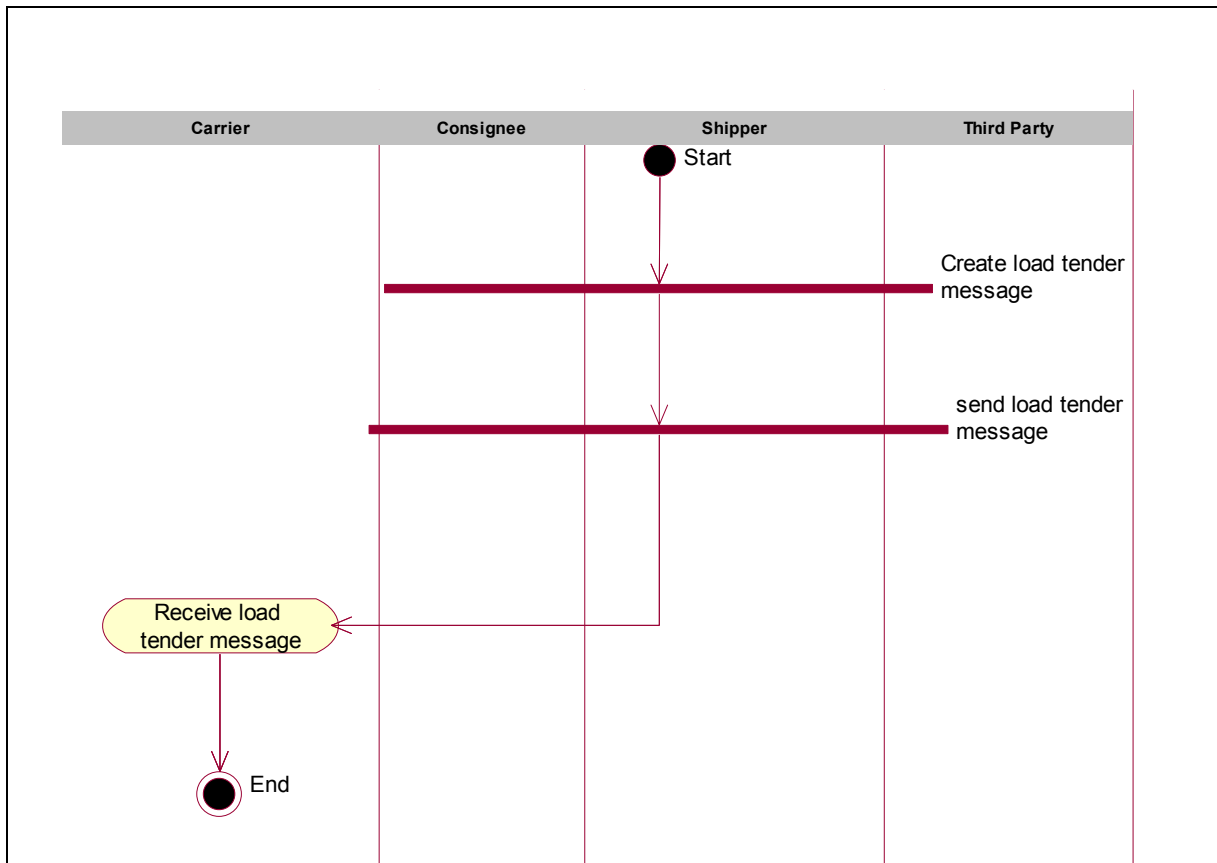 Carrier
Consignee
Shipper
Third Party
Start
Create load tender
message
send load tender
message
Receive load
tender message
End